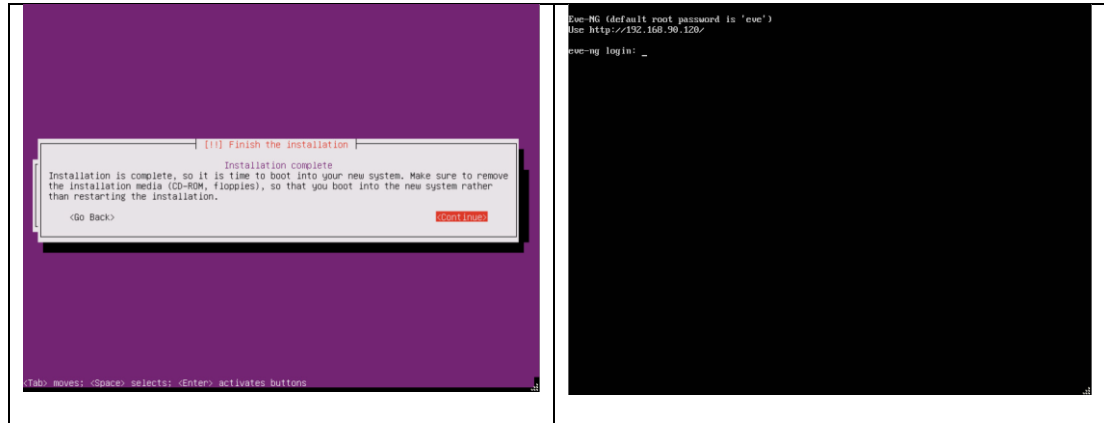 [!!] Finish the installation
Installation complete
Installation is complete, so it is time to boot into your new system. Make sure to remove
the installation media (CD-ROM, floppies), so that you boot into the new system rather
than restarting the installation.
<Go Back> <Continue>
<Tab> moves; <Space> selects; <Enter> activates buttons
Eve-NG (default root password is 'eve')
Use http://192.168.90.120/
eve-ng login: _